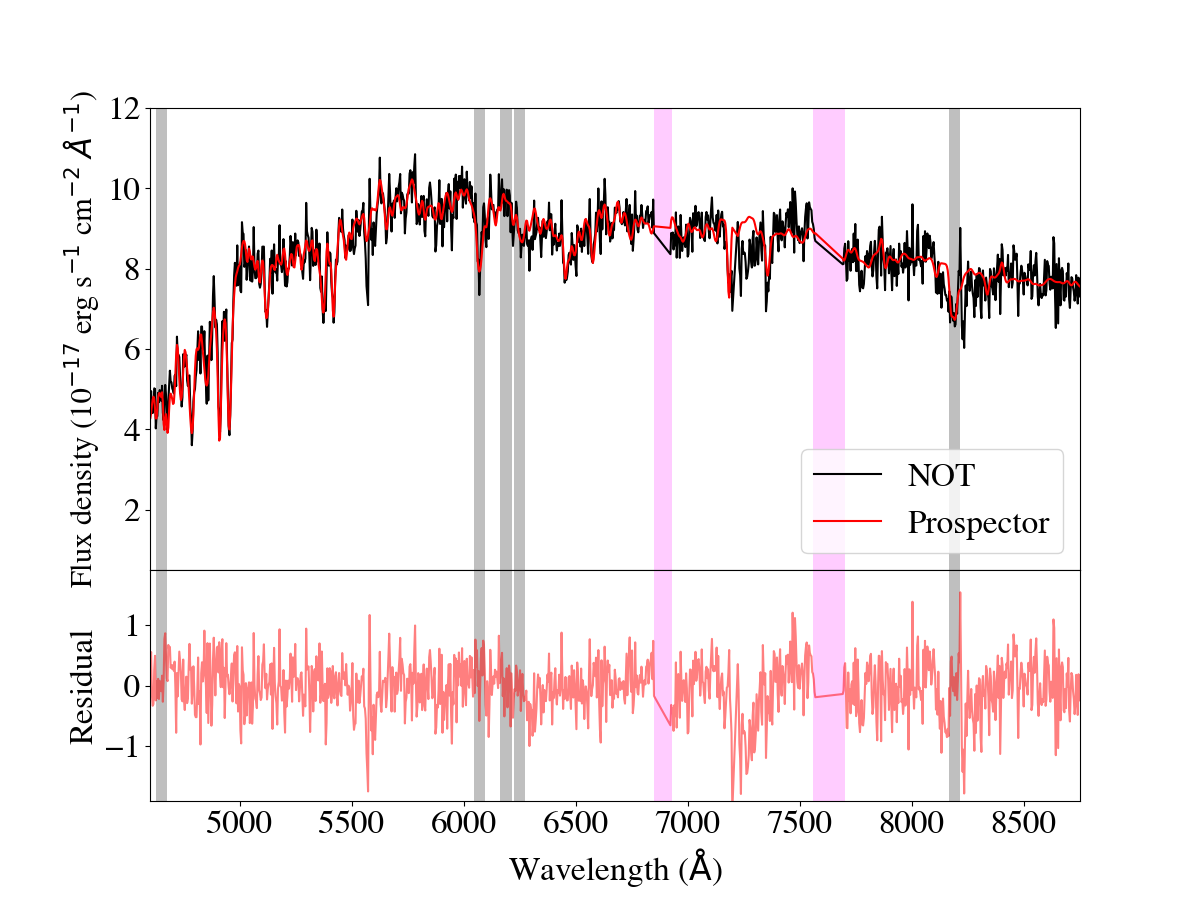 Flux density (10⁻¹⁷ erg s⁻¹ cm⁻² Å⁻¹)
12
10
8
6
4
2
NOT
Prospector
Residual
1
0
−1
5000 5500 6000 6500 7000 7500 8000 8500
Wavelength (Å)